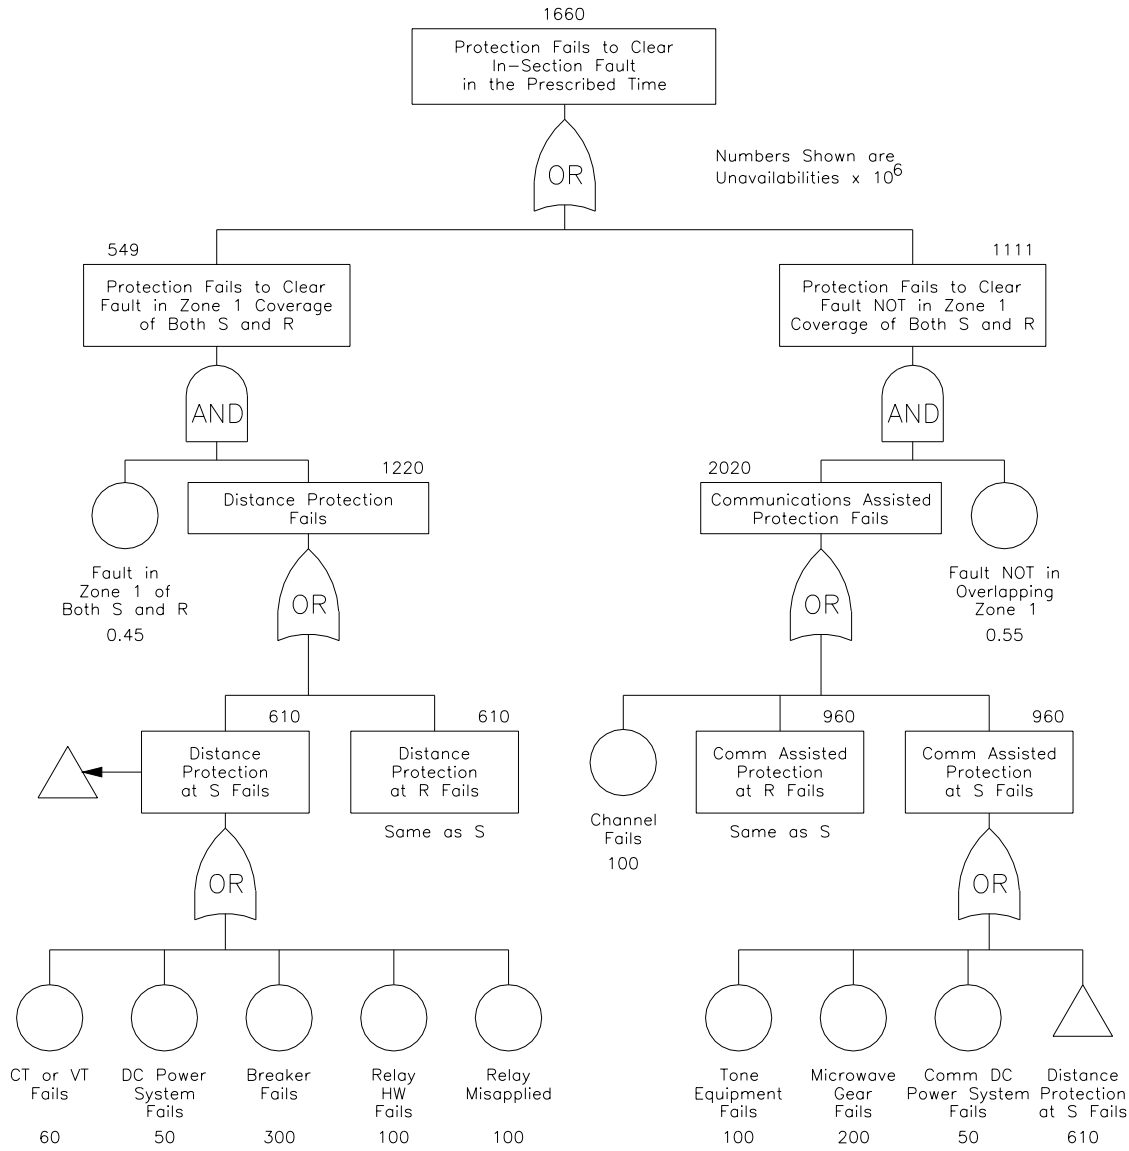 1660
Protection Fails to Clear
In-Section Fault
in the Prescribed Time
OR
Numbers Shown are
Unavailabilities x 10^6
549
Protection Fails to Clear
Fault in Zone 1 Coverage
of Both S and R
1111
Protection Fails to Clear
Fault NOT in Zone 1
Coverage of Both S and R
AND
AND
Fault in
Zone 1 of
Both S and R
0.45
1220
Distance Protection
Fails
2020
Communications Assisted
Protection Fails
Fault NOT in
Overlapping
Zone 1
0.55
OR
OR
610
Distance
Protection
at S Fails
610
Distance
Protection
at R Fails
Same as S
Channel
Fails
100
960
Comm Assisted
Protection
at R Fails
Same as S
960
Comm Assisted
Protection
at S Fails
OR
OR
CT or VT
Fails
60
DC Power
System
Fails
50
Breaker
Fails
300
Relay
HW
Fails
100
Relay
Misapplied
100
Tone
Equipment
Fails
100
Microwave
Gear
Fails
200
Comm DC
Power System
Fails
50
Distance
Protection
at S Fails
610